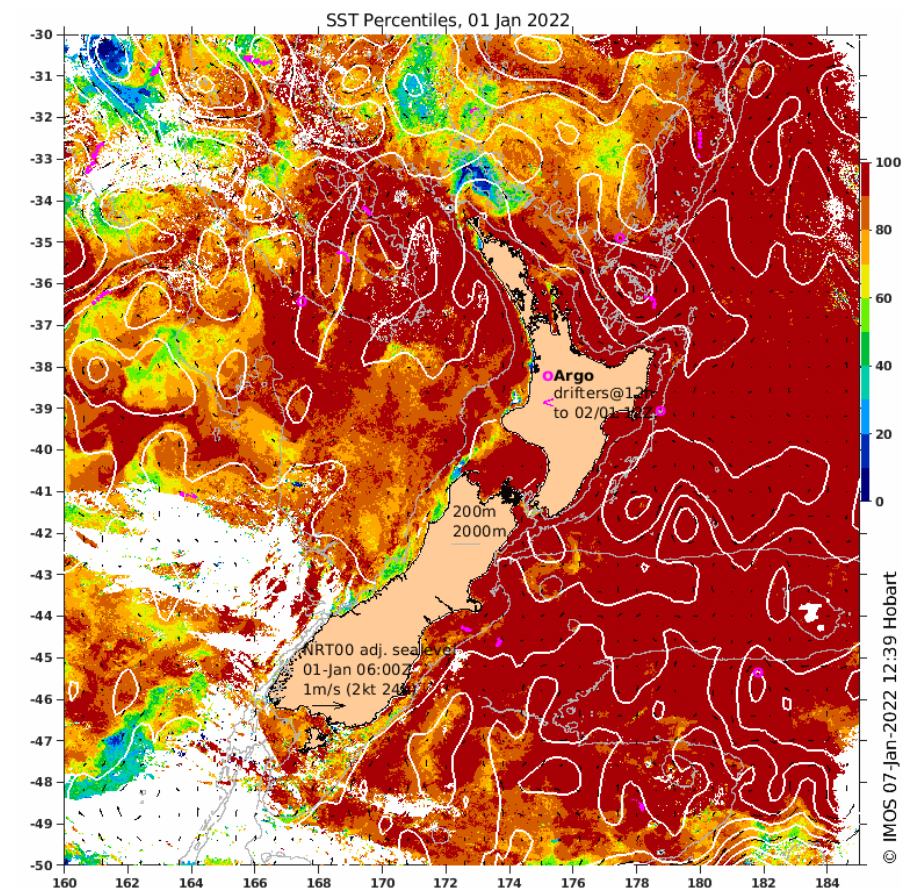 SST Percentiles, 01 Jan 2022
-30
-31
-32
-33
-34
-35
-36
-37
-38
-39
-40
-41
-42
-43
-44
-45
-46
-47
-48
-49
-50
100
80
60
40
20
0
Argo
drifters@12h
to 02/01 12Z
200m
2000m
NRT00 adj. sealevel
01-Jan 06:00Z
1m/s (2kt 24h)
160 162 164 166 168 170 172 174 176 178 180 182 184
© IMOS 07-Jan-2022 12:39 Hobart